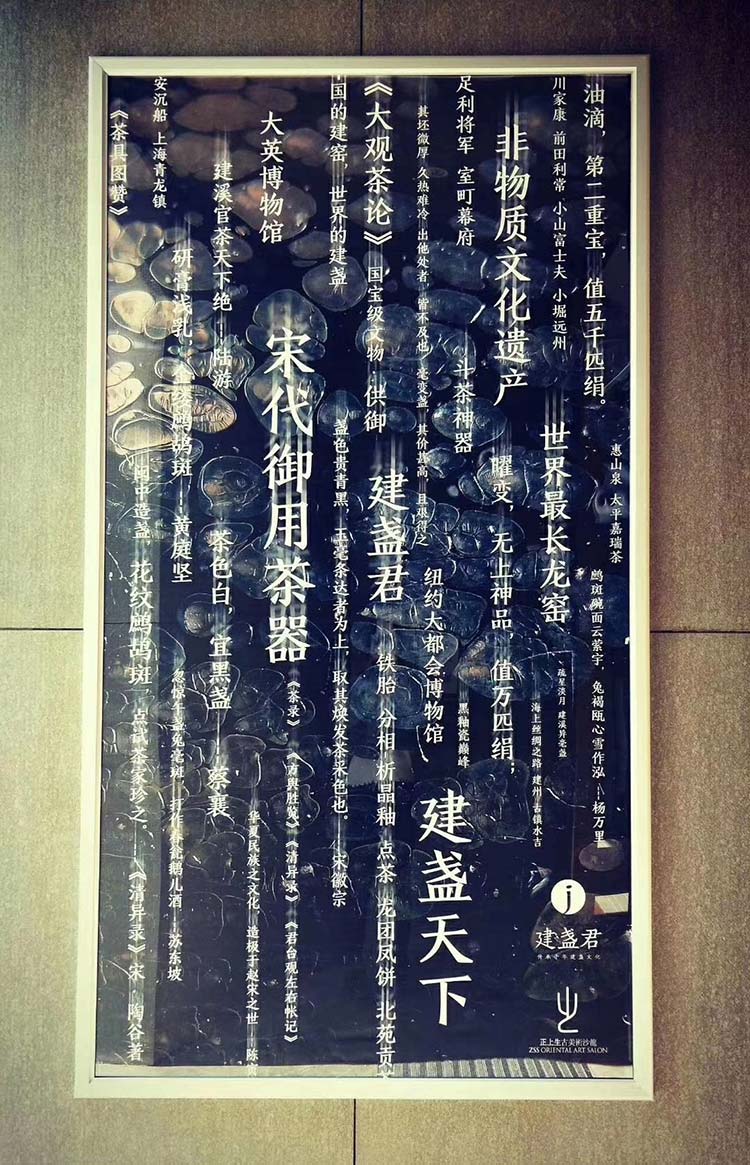 油滴，第二重宝，值五千匹绢。
惠山泉 太平嘉瑞茶
川家康 前田利常 小山富士夫 小堀远州
鹧斑碗面云萦宇，兔褐瓯心雪作泓——杨万里
世界最长龙窑
疏星淡月 建溪异毫盏
海上丝绸之路 建州 古镇水吉
非物质文化遗产
曜变，无上神品，值万匹绢；
足利将军 室町幕府
斗茶神器
黑釉瓷巅峰
其坯微厚 久热难冷 出他处者 皆不及也 毫变盏，其价甚高 且艰得之
纽约大都会博物馆
建盏天下
《大观茶论》国宝级文物 供御
建盏君
铁胎 分相 析晶釉 点茶 龙团凤饼 北苑贡
国的建窑，世界的建盏
盏色贵青黑，玉毫条达者为上，取其焕发茶采色也。——宋徽宗
大英博物馆
宋代御用茶器
《茶录》《方舆胜览》《清异录》《君台观左右帐记》
华夏民族之文化，造极于赵宋之世——陈
建溪官茶天下绝——陆游
茶色白，宜黑盏——蔡襄
研膏浅乳，鹧鸪斑——黄庭坚
忽惊午盏兔毫斑，打作春瓮鹅儿酒——苏东坡
安沉船 上海青龙镇
闽中造盏，花纹鹧鸪斑，点试茶家珍之。——《清异录》宋 陶谷著
《茶具图赞》
j
建盏君
传承千年建盏文化
正上生古美術沙龍
ZSS ORIENTAL ART SALON